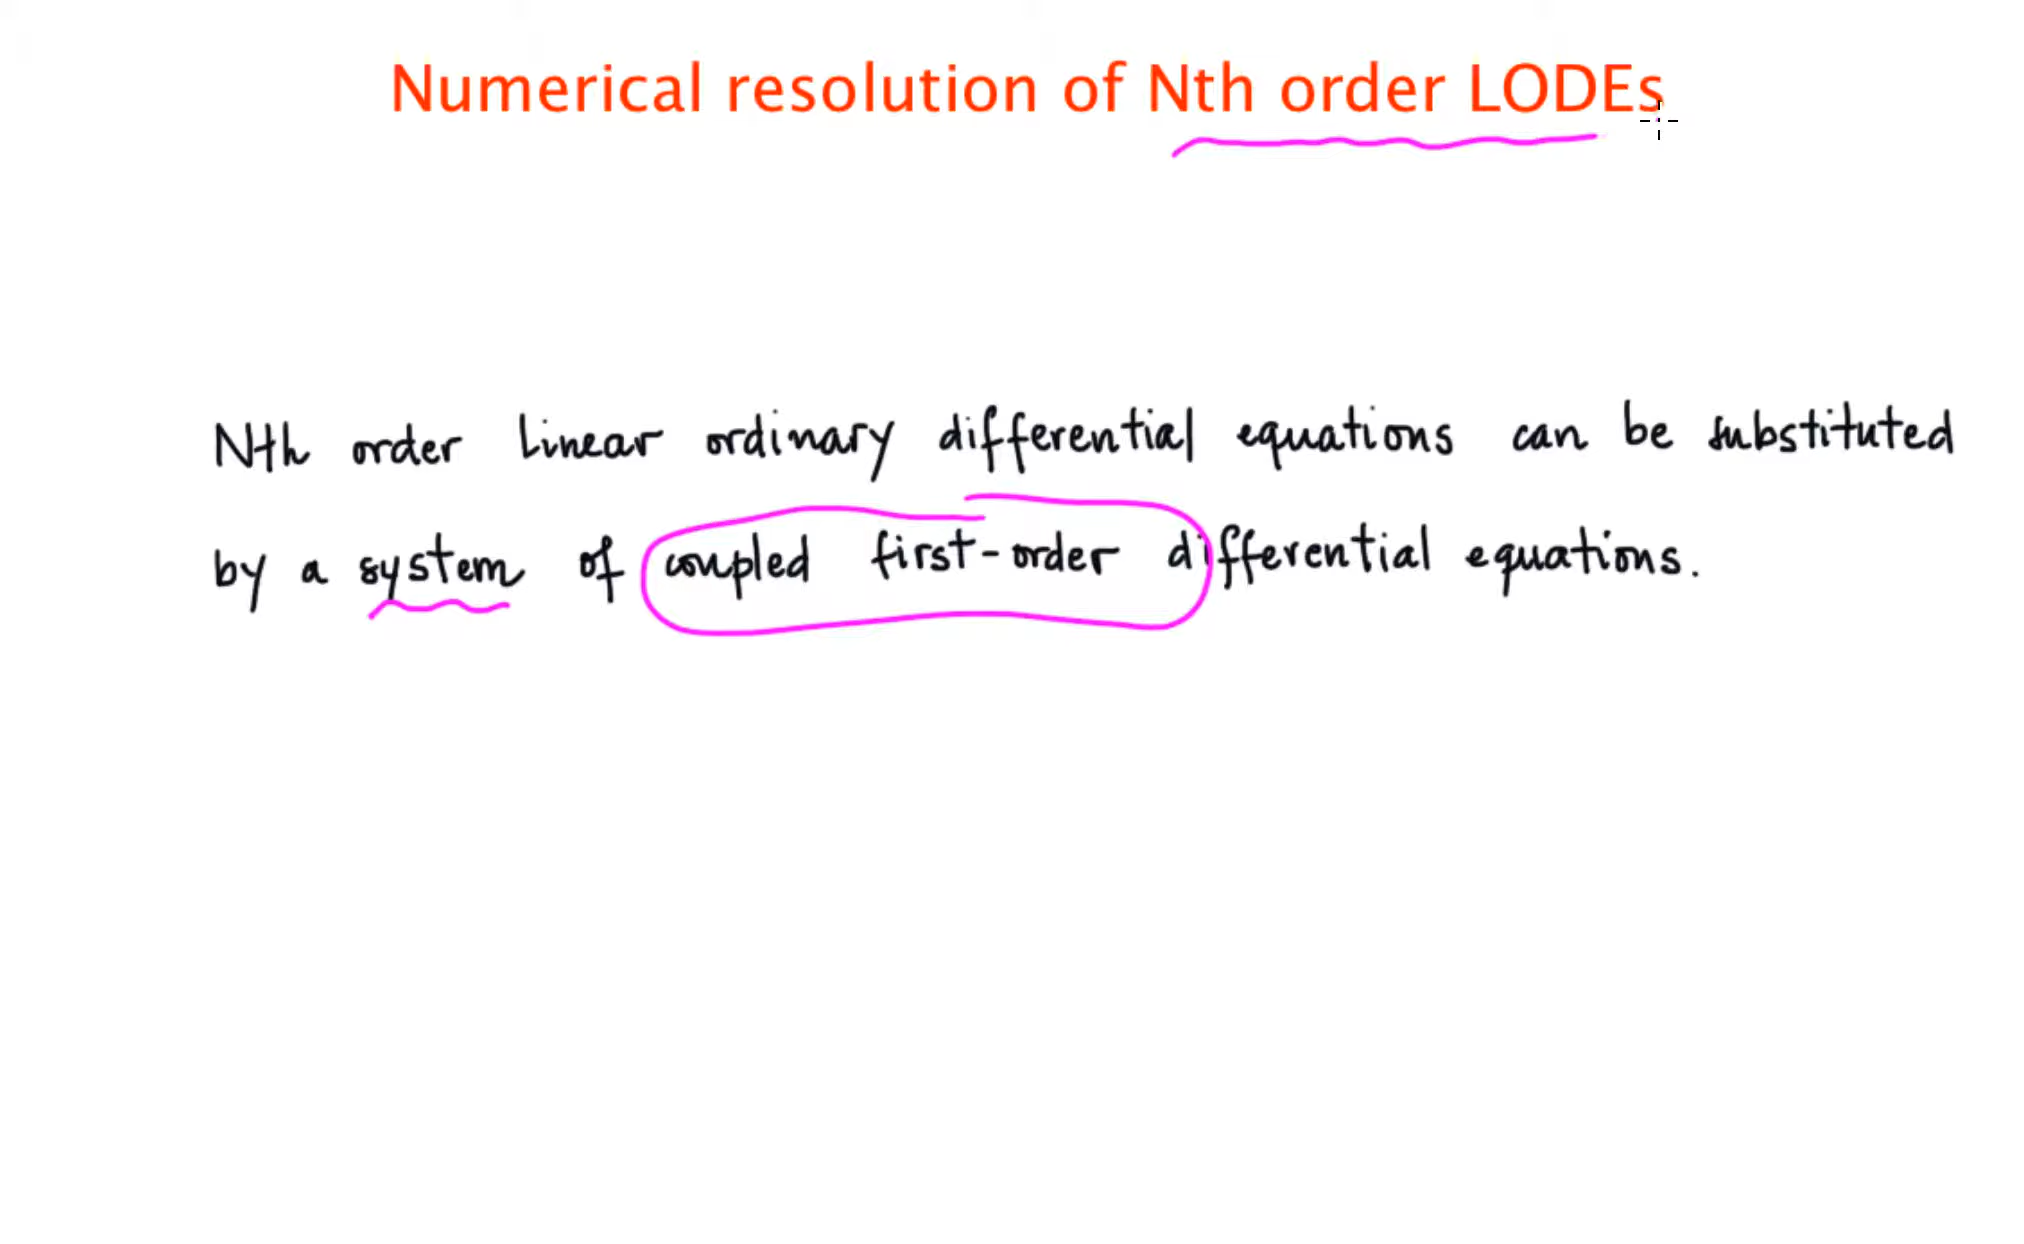 Numerical resolution of Nth order LODEs
Nth order linear ordinary differential equations can be substituted
by a system of coupled first-order differential equations.